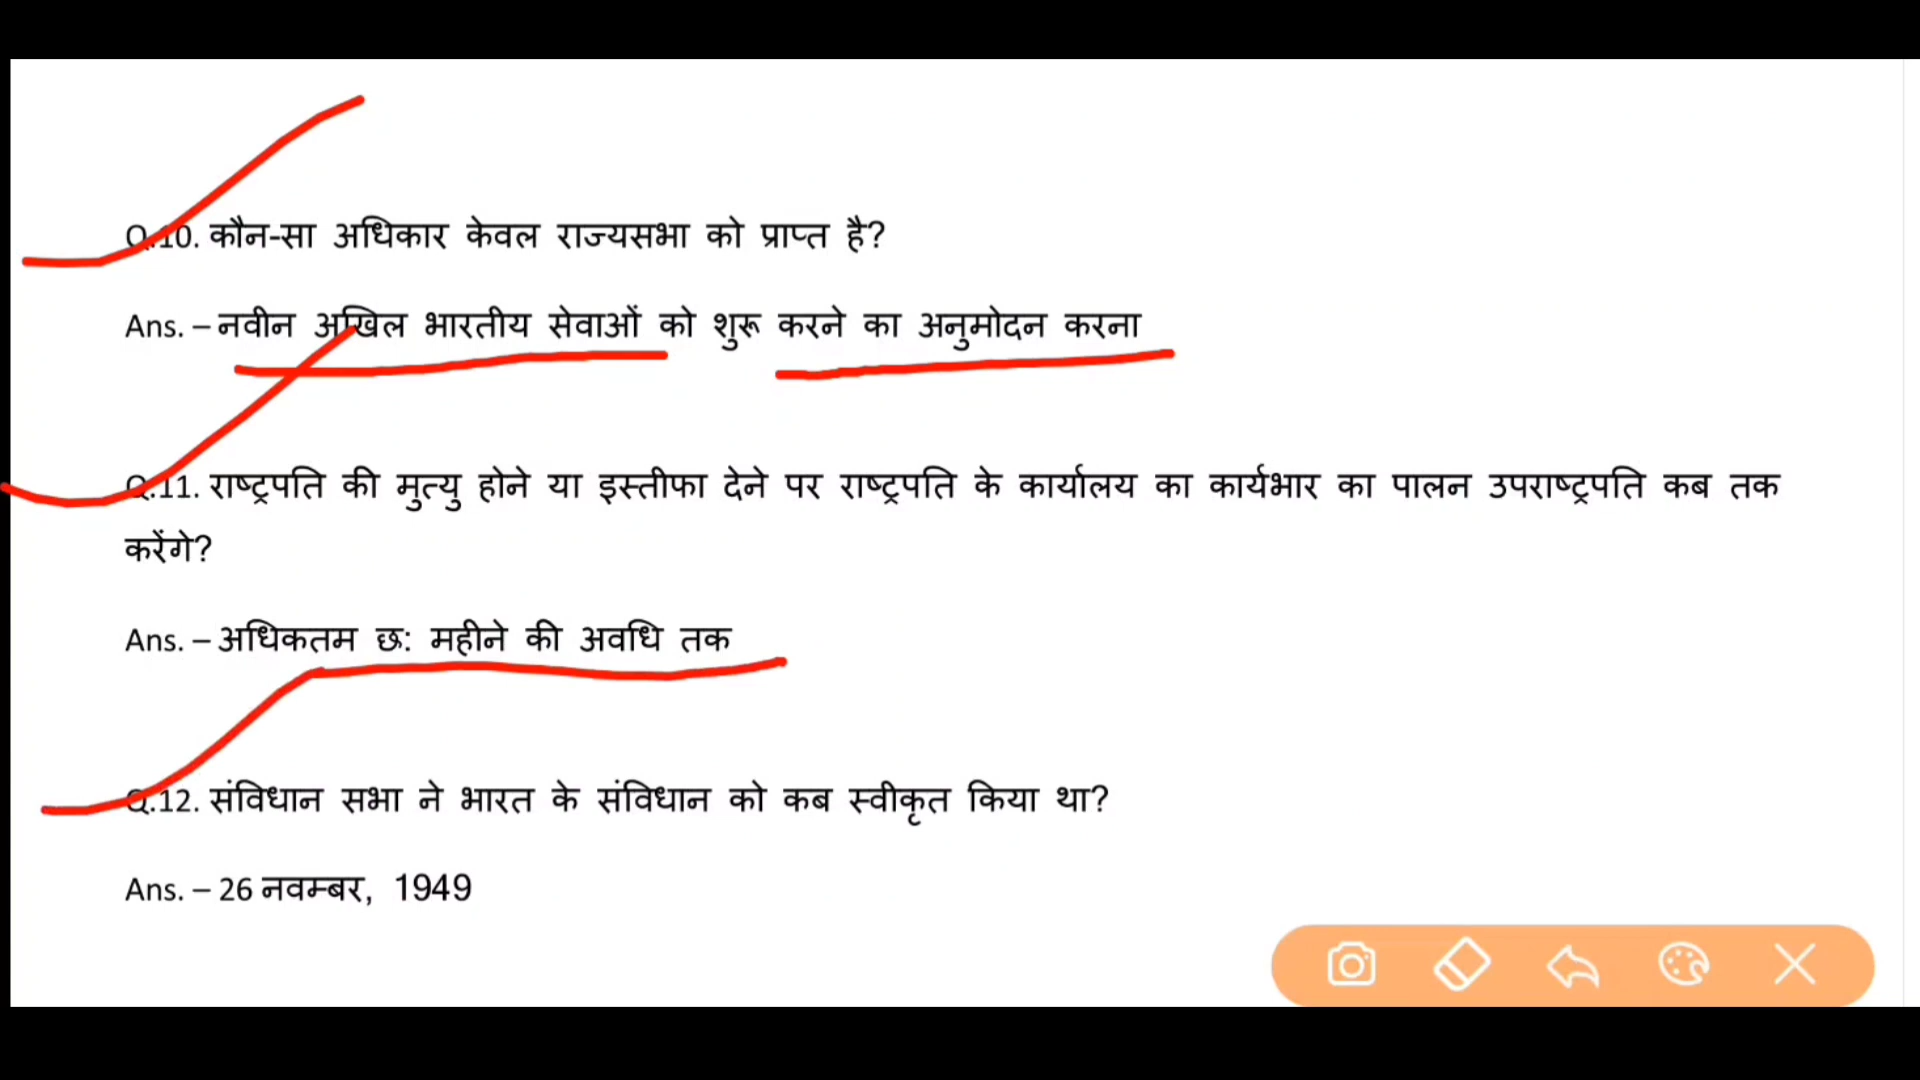 Q.10. कौन-सा अधिकार केवल राज्यसभा को प्राप्त है?
Ans. – नवीन अखिल भारतीय सेवाओं को शुरू करने का अनुमोदन करना
Q.11. राष्ट्रपति की मुत्यु होने या इस्तीफा देने पर राष्ट्रपति के कार्यालय का कार्यभार का पालन उपराष्ट्रपति कब तक
करेंगे?
Ans. – अधिकतम छ: महीने की अवधि तक
Q.12. संविधान सभा ने भारत के संविधान को कब स्वीकृत किया था?
Ans. – 26 नवम्बर, 1949